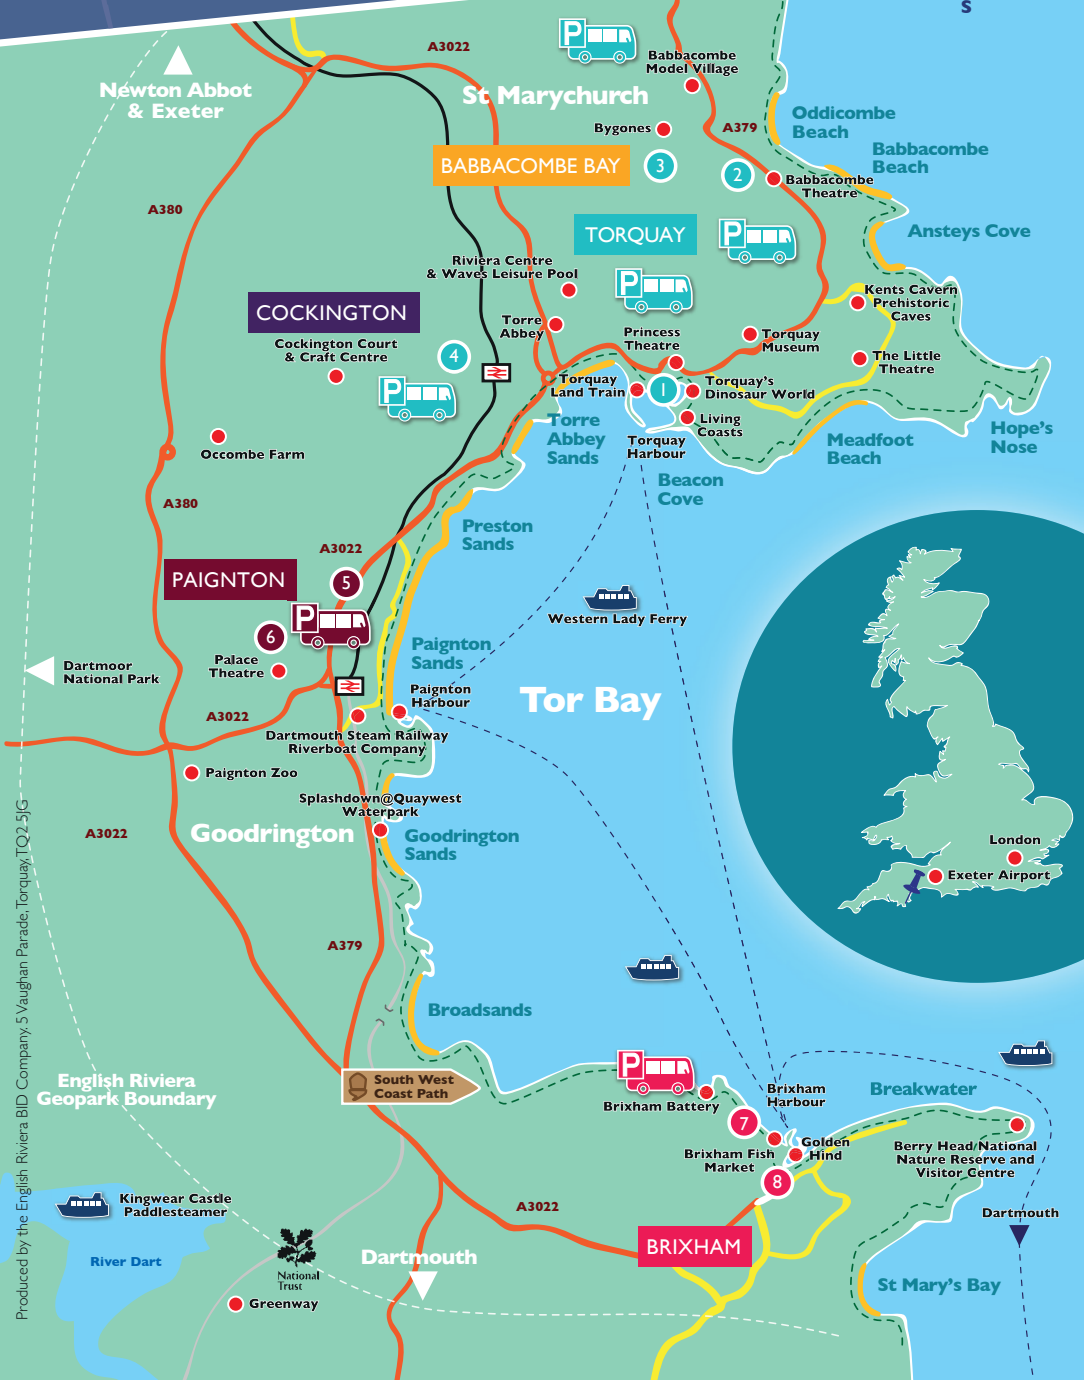 S
A3022
P
Babbacombe
Model Village
Newton Abbot
& Exeter
St Marychurch
Oddicombe
Beach
Bygones
A379
BABBACOMBE BAY
3
2
Babbacombe
Beach
Babbacombe
Theatre
A380
TORQUAY
P
Ansteys Cove
Riviera Centre
& Waves Leisure Pool
P
Kents Cavern
Prehistoric
Caves
COCKINGTON
Torre
Abbey
Princess
Theatre
Torquay
Museum
Cockington Court
& Craft Centre
4
The Little
Theatre
P
Torquay
Land Train
1
Torquay's
Dinosaur World
Living
Coasts
Torre
Abbey
Sands
Torquay
Harbour
Meadfoot
Beach
Hope's
Nose
Occombe Farm
Beacon
Cove
A380
Preston
Sands
A3022
PAIGNTON
5
P
6
Western Lady Ferry
Paignton
Sands
Palace
Theatre
Dartmoor
National Park
Paignton
Harbour
Tor Bay
A3022
Dartmouth Steam Railway
Riverboat Company
Paignton Zoo
Splashdown@Quaywest
Waterpark
A3022
Goodrington
Goodrington
Sands
London
Exeter Airport
A379
Broadsands
English Riviera
Geopark Boundary
South West
Coast Path
P
Brixham Battery
Brixham
Harbour
Breakwater
7
Brixham Fish
Market
Golden
Hind
Berry Head National
Nature Reserve and
Visitor Centre
8
Kingwear Castle
Paddlesteamer
A3022
Dartmouth
BRIXHAM
River Dart
Dartmouth
National
Trust
St Mary's Bay
Greenway
Produced by the English Riviera BID Company. 5 Vaughan Parade, Torquay, TQ2 5JG